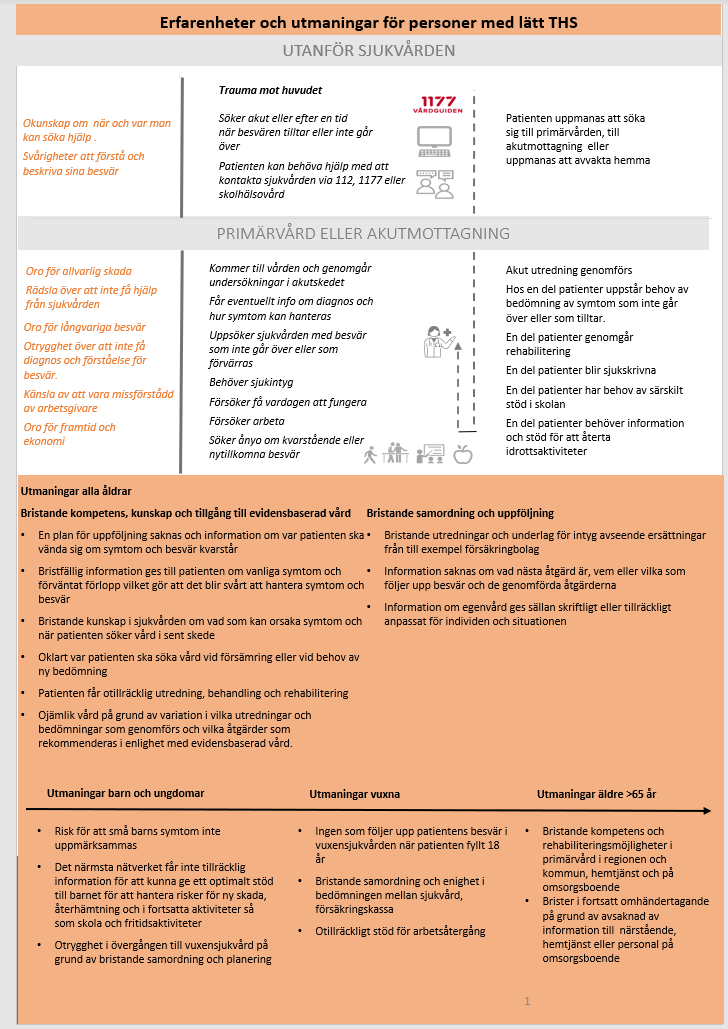 Erfarenheter och utmaningar för personer med lätt THS
UTANFÖR SJUKVÅRDEN
Okunskap om när och var man
kan söka hjälp .
Svårigheter att förstå och
beskriva sina besvär
Trauma mot huvudet
Söker akut eller efter en tid
när besvären tilltar eller inte går
över
Patienten kan behöva hjälp med att
kontakta sjukvården via 112, 1177 eller
skolhälsovård
1177
VÅRDGUIDEN
Patienten uppmanas att söka
sig till primärvården, till
akutmottagning eller
uppmanas att avvakta hemma
PRIMÄRVÅRD ELLER AKUTMOTTAGNING
Oro för allvarlig skada
Rädsla över att inte få hjälp
från sjukvården
Oro för långvariga besvär
Otrygghet över att inte få
diagnos och förståelse för
besvär.
Känsla av att vara missförstådd
av arbetsgivare
Oro för framtid och
ekonomi
Kommer till vården och genomgår
undersökningar i akutskedet
Får eventuellt info om diagnos och
hur symtom kan hanteras
Uppsöker sjukvården med besvär
som inte går över eller som
förvärras
Behöver sjukintyg
Försöker få vardagen att fungera
Försöker arbeta
Söker ånyo om kvarstående eller
nytillkomna besvär
Akut utredning genomförs
Hos en del patienter uppstår behov av
bedömning av symtom som inte går
över eller som tilltar.
En del patienter genomgår
rehabilitering
En del patienter blir sjukskrivna
En del patienter har behov av särskilt
stöd i skolan
En del patienter behöver information
och stöd för att återta
idrottsaktiviteter
Utmaningar alla åldrar
Bristande kompetens, kunskap och tillgång till evidensbaserad vård
• En plan för uppföljning saknas och information om var patienten ska
vända sig om symtom och besvär kvarstår
• Bristfällig information ges till patienten om vanliga symtom och
förväntat förlopp vilket gör att det blir svårt att hantera symtom och
besvär
• Bristande kunskap i sjukvården om vad som kan orsaka symtom och
när patienten söker vård i sent skede
• Oklart var patienten ska söka vård vid försämring eller vid behov av
ny bedömning
• Patienten får otillräcklig utredning, behandling och rehabilitering
• Ojämlik vård på grund av variation i vilka utredningar och
bedömningar som genomförs och vilka åtgärder som
rekommenderas i enlighet med evidensbaserad vård.
Bristande samordning och uppföljning
• Bristande utredningar och underlag för intyg avseende ersättningar
från till exempel försäkringbolag
• Information saknas om vad nästa åtgärd är, vem eller vilka som
följer upp besvär och de genomförda åtgärderna
• Information om egenvård ges sällan skriftligt eller tillräckligt
anpassat för individen och situationen
Utmaningar barn och ungdomar
• Risk för att små barns symtom inte
uppmärksammas
• Det närmsta nätverket får inte tillräcklig
information för att kunna ge ett optimalt stöd
till barnet för att hantera risker för ny skada,
återhämtning och i fortsatta aktiviteter så
som skola och fritidsaktiviteter
• Otrygghet i övergången till vuxensjukvård på
grund av bristande samordning och planering
Utmaningar vuxna
• Ingen som följer upp patientens besvär i
vuxensjukvården när patienten fyllt 18
år
• Bristande samordning och enighet i
bedömningen mellan sjukvård,
försäkringskassa
• Otillräckligt stöd för arbetsåtergång
Utmaningar äldre >65 år
• Bristande kompetens och
rehabiliteringsmöjligheter i
primärvård i regionen och
kommun, hemtjänst och på
omsorgsboende
• Brister i fortsatt omhändertagande
på grund av avsaknad av
information till närstående,
hemtjänst eller personal på
omsorgsboende
1